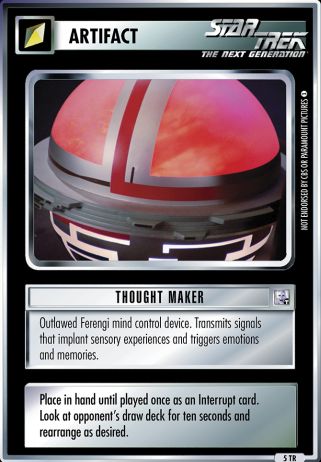 ARTIFACT
STAR TREK
THE NEXT GENERATION
NOT ENDORSED BY CBS OR PARAMOUNT PICTURES
THOUGHT MAKER
Outlawed Ferengi mind control device. Transmits signals
that implant sensory experiences and triggers emotions
and memories.
Place in hand until played once as an Interrupt card.
Look at opponent's draw deck for ten seconds and
rearrange as desired.
5 TR